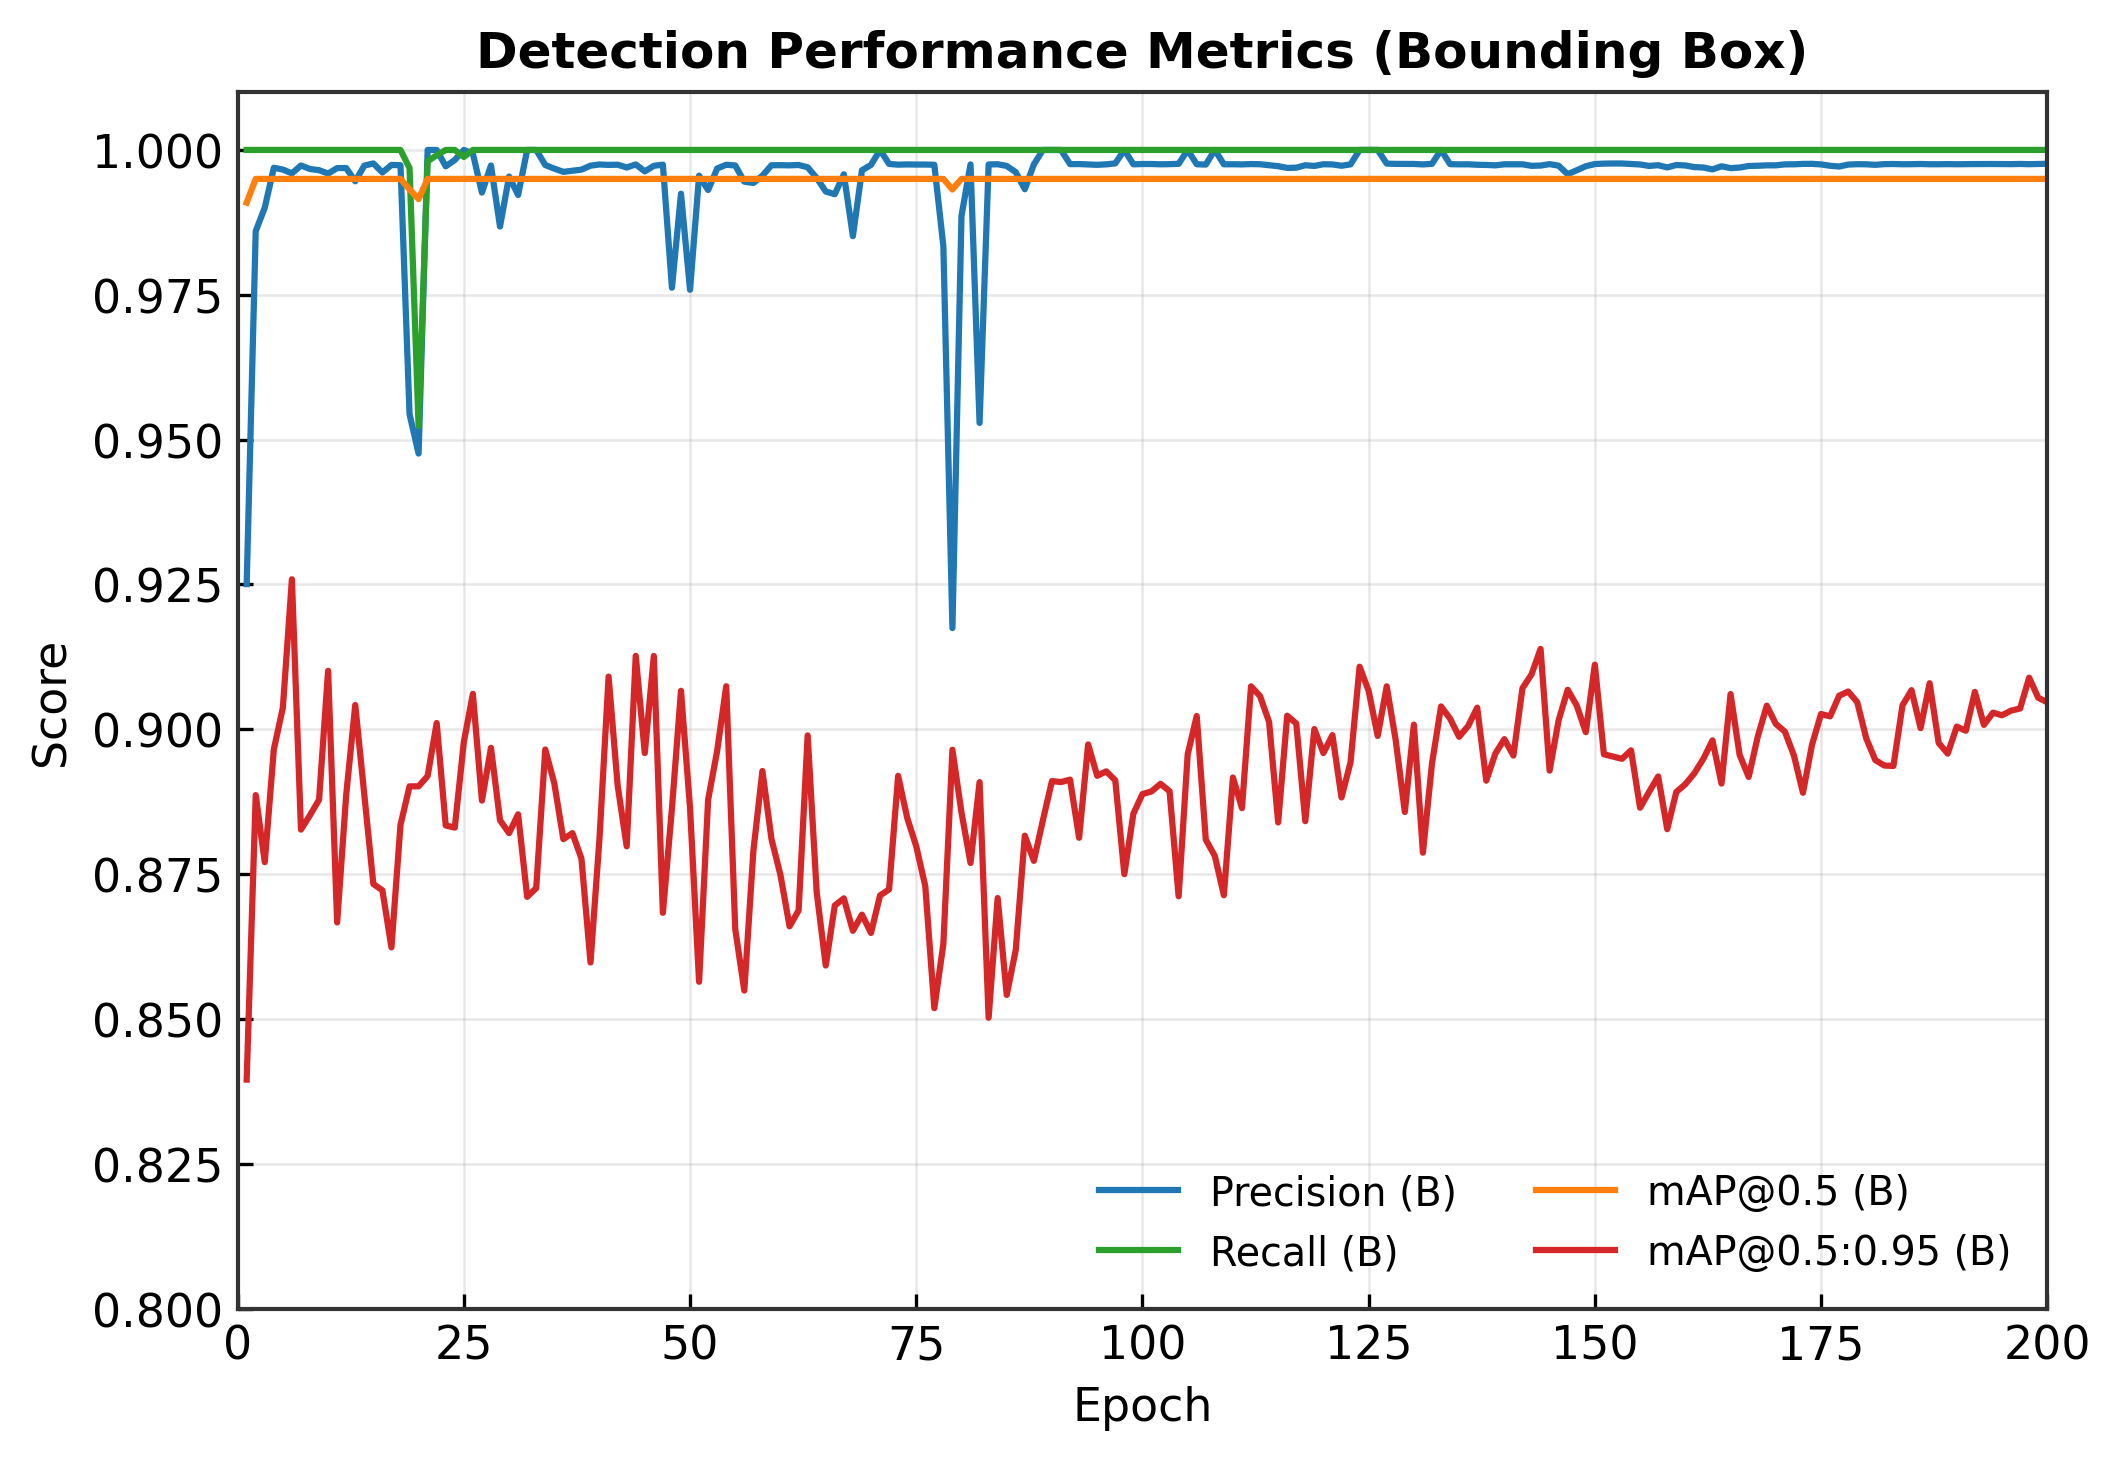 Detection Performance Metrics (Bounding Box)
1.000
0.975
0.950
0.925
0.900
0.875
0.850
0.825
0.800
Score
Precision (B)
Recall (B)
mAP@0.5 (B)
mAP@0.5:0.95 (B)
0 25 50 75 100 125 150 175 200
Epoch